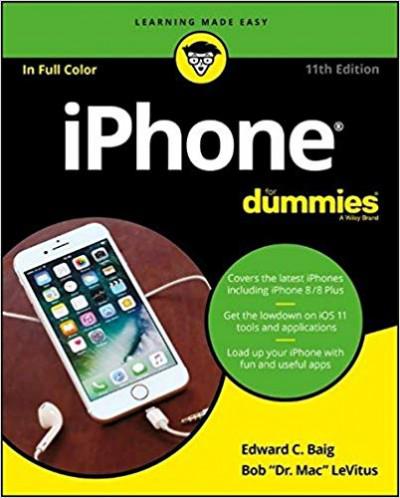 LEARNING MADE EASY
In Full Color
11th Edition
iPhone®
for
dummies®
A Wiley Brand
Covers the latest iPhones
including iPhone 8/8 Plus
Get the lowdown on iOS 11
tools and applications
Load up your iPhone with
fun and useful apps
Edward C. Baig
Bob "Dr. Mac" LeVitus